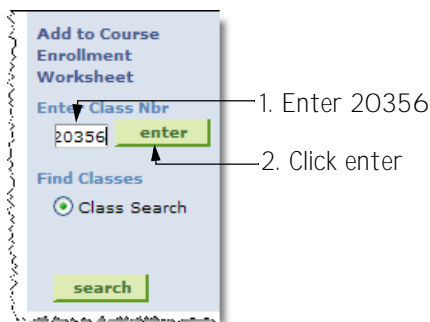 Add to Course
Enrollment
Worksheet
Enter Class Nbr
1. Enter 20356
20356 enter
2. Click enter
Find Classes
Class Search
search